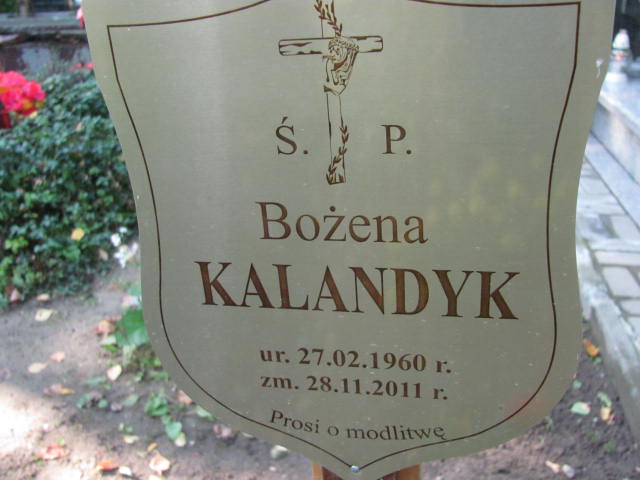 Ś. P.
Bożena
KALANDYK
ur. 27.02.1960 r.
zm. 28.11.2011 r.
Prosi o modlitwę